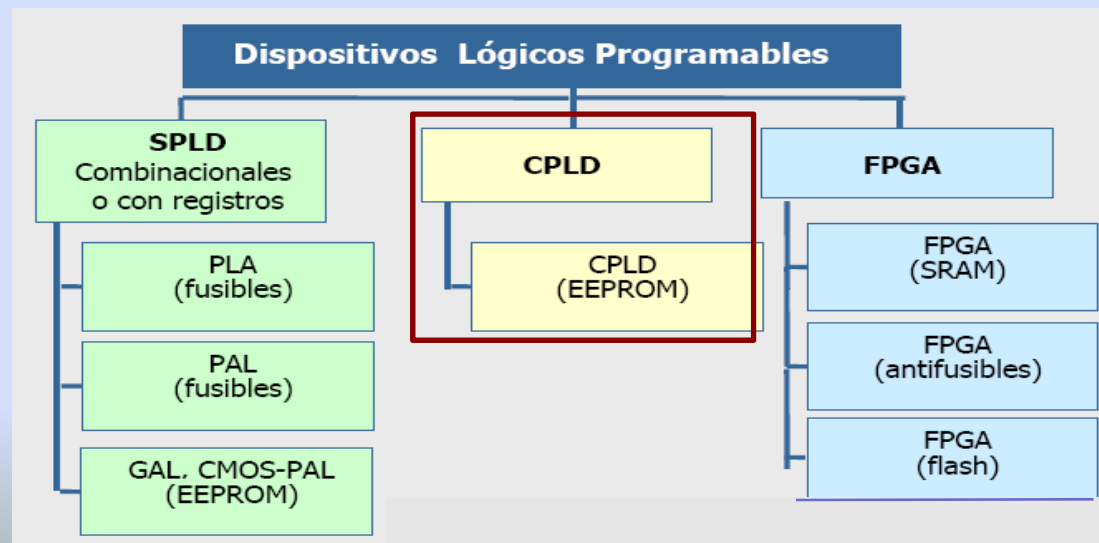 Dispositivos Lógicos Programables
SPLD
Combinacionales
o con registros
PLA
(fusibles)
PAL
(fusibles)
GAL, CMOS-PAL
(EEPROM)
CPLD
CPLD
(EEPROM)
FPGA
FPGA
(SRAM)
FPGA
(antifusibles)
FPGA
(flash)